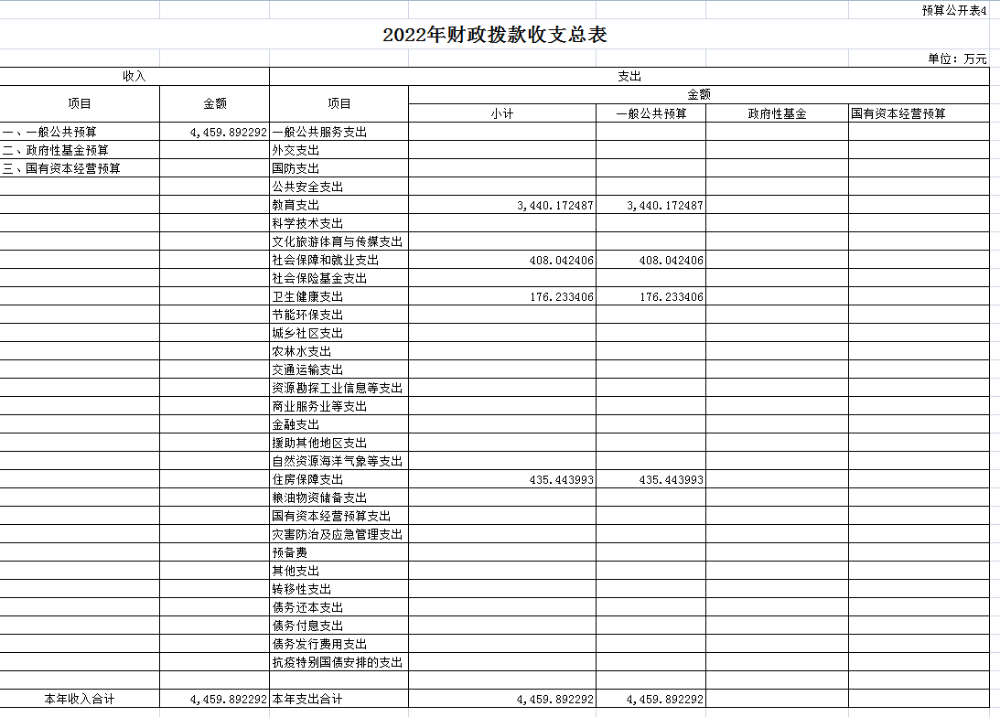 预算公开表4
2022年财政拨款收支总表
单位：万元
收入 支出
项目 金额 项目 金额
小计 一般公共预算 政府性基金 国有资本经营预算
一、一般公共预算 4,459.892292 一般公共服务支出
二、政府性基金预算 外交支出
三、国有资本经营预算 国防支出
公共安全支出
教育支出 3,440.172487 3,440.172487
科学技术支出
文化旅游体育与传媒支出
社会保障和就业支出 408.042406 408.042406
社会保险基金支出
卫生健康支出 176.233406 176.233406
节能环保支出
城乡社区支出
农林水支出
交通运输支出
资源勘探工业信息等支出
商业服务业等支出
金融支出
援助其他地区支出
自然资源海洋气象等支出
住房保障支出 435.443993 435.443993
粮油物资储备支出
国有资本经营预算支出
灾害防治及应急管理支出
预备费
其他支出
转移性支出
债务还本支出
债务付息支出
债务发行费用支出
抗疫特别国债安排的支出
本年收入合计 4,459.892292 本年支出合计 4,459.892292 4,459.892292